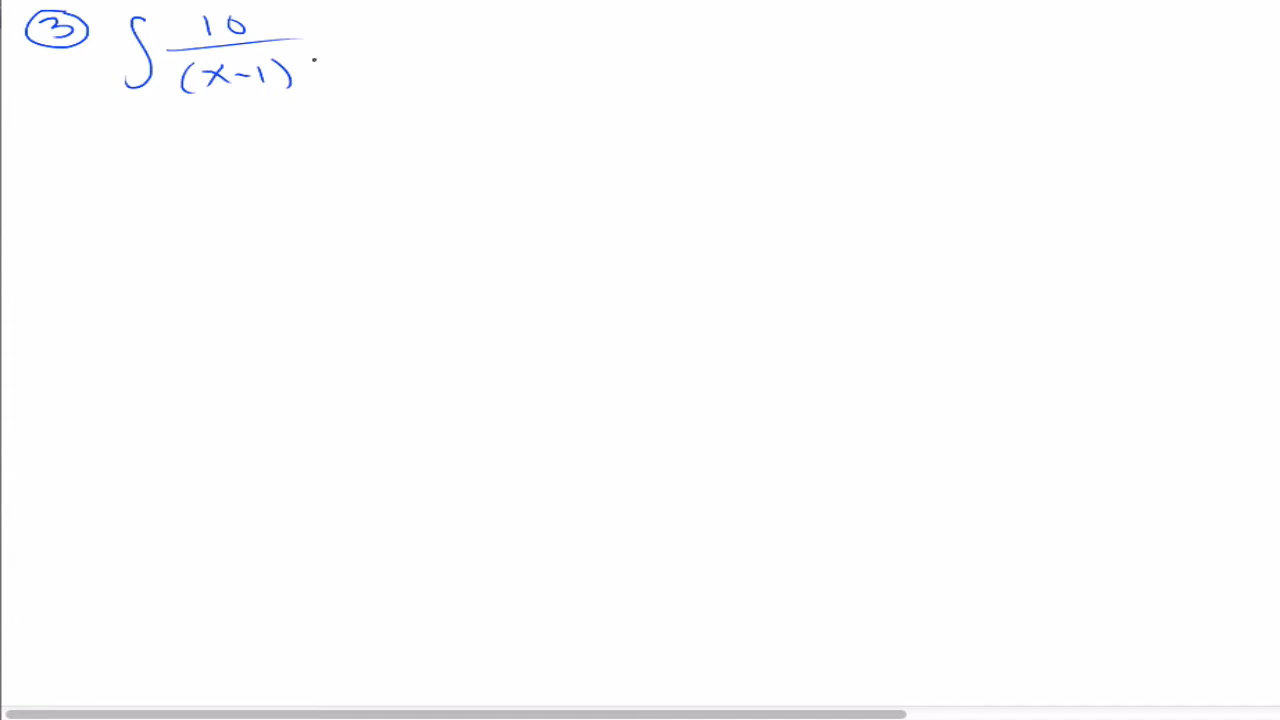 ③ ∫ 10/(x-1)